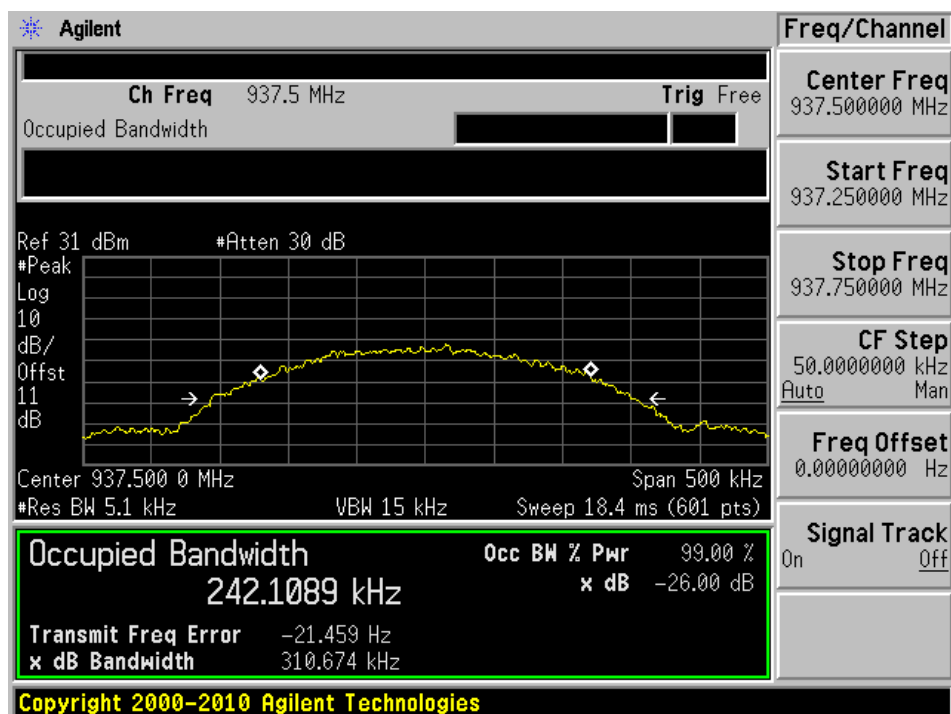 Agilent
Freq/Channel
Ch Freq 937.5 MHz Trig Free
Occupied Bandwidth
Center Freq
937.500000 MHz
Start Freq
937.250000 MHz
Stop Freq
937.750000 MHz
CF Step
50.0000000 kHz
Auto Man
Freq Offset
0.00000000 Hz
Signal Track
On Off
Ref 31 dBm #Atten 30 dB
#Peak
Log
10
dB/
Offst
11
dB
Center 937.500 0 MHz Span 500 kHz
#Res BW 5.1 kHz VBW 15 kHz Sweep 18.4 ms (601 pts)
Occupied Bandwidth Occ BW % Pwr 99.00 %
242.1089 kHz x dB -26.00 dB
Transmit Freq Error -21.459 Hz
x dB Bandwidth 310.674 kHz
Copyright 2000-2010 Agilent Technologies